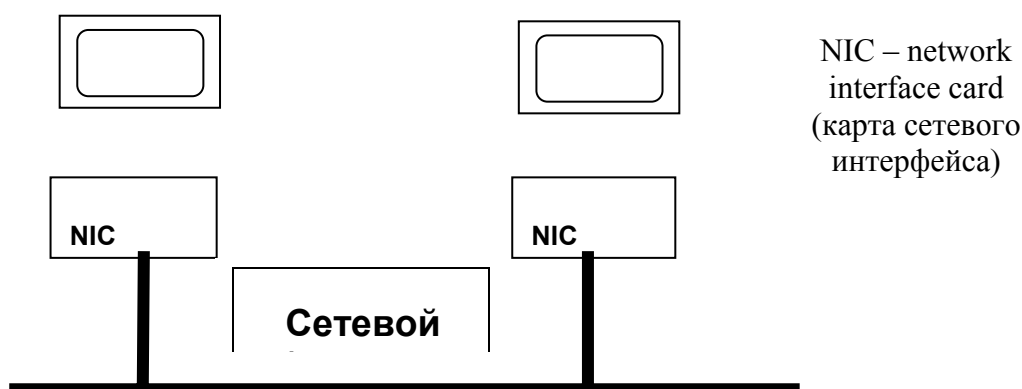 NIC – network
interface card
(карта сетевого
интерфейса)
NIC
NIC
Сетевой